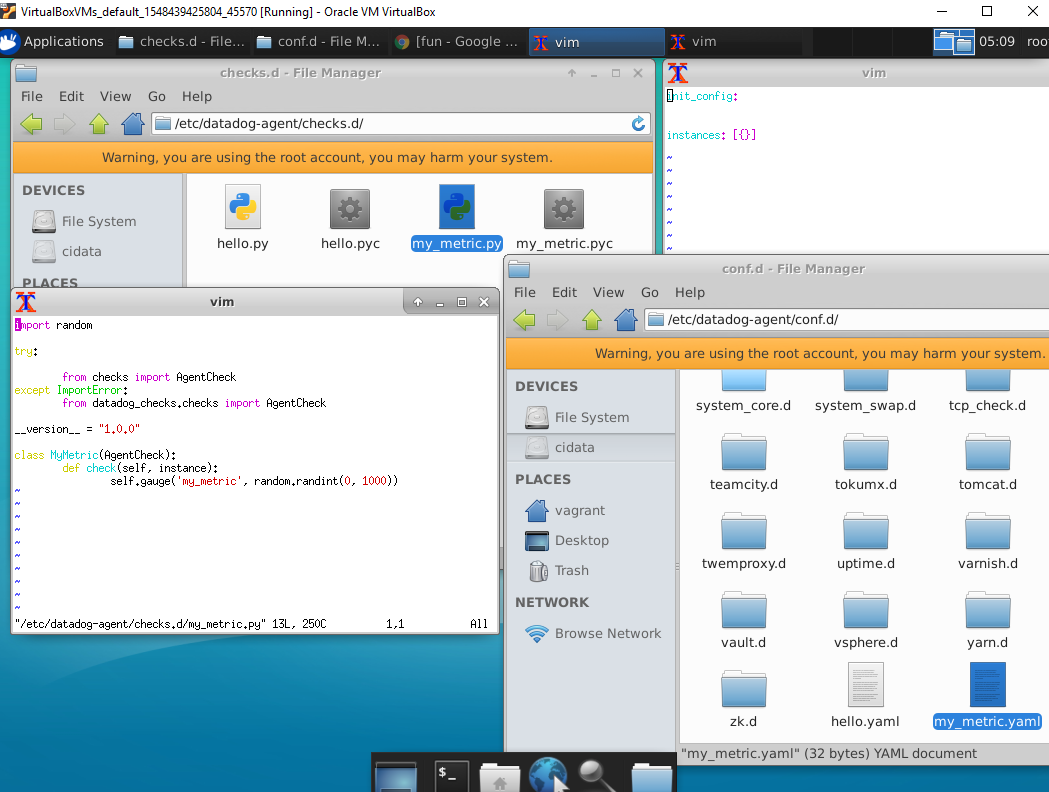 VirtualBoxVMs_default_1548439425804_45570 [Running] - Oracle VM VirtualBox
Applications
checks.d - File...
conf.d - File M...
[fun - Google ...
vim
vim
05:09
roo
checks.d - File Manager
File Edit View Go Help
/etc/datadog-agent/checks.d/
Warning, you are using the root account, you may harm your system.
DEVICES
File System
cidata
PLACES
hello.py
hello.pyc
my_metric.py
my_metric.pyc
vim
init_config:
instances: [{}]
~
~
~
~
~
~
~
~
vim
import random
try:
from checks import AgentCheck
except ImportError:
from datadog_checks.checks import AgentCheck
__version__ = "1.0.0"
class MyMetric(AgentCheck):
def check(self, instance):
self.gauge('my_metric', random.randint(0, 1000))
~
~
~
~
~
~
~
~
~
~
"/etc/datadog-agent/checks.d/my_metric.py" 13L, 250C 1,1 All
conf.d - File Manager
File Edit View Go Help
/etc/datadog-agent/conf.d/
Warning, you are using the root account, you may harm your system.
DEVICES
File System
cidata
PLACES
vagrant
Desktop
Trash
NETWORK
Browse Network
system_core.d
system_swap.d
tcp_check.d
teamcity.d
tokumx.d
tomcat.d
twemproxy.d
uptime.d
varnish.d
vault.d
vsphere.d
yarn.d
zk.d
hello.yaml
my_metric.yaml
"my_metric.yaml" (32 bytes) YAML document
$_